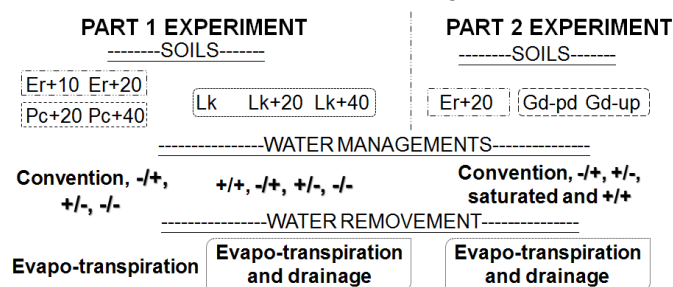 PART 1 EXPERIMENT PART 2 EXPERIMENT
--------SOILS------- -------SOILS------
Er+10 Er+20
Pc+20 Pc+40
Lk Lk+20 Lk+40
Er+20 Gd-pd Gd-up
----------------WATER MANAGEMENTS---------------
Convention, -/+,
+/-, -/-
+/+, -/+, +/-, -/-
Convention, -/+, +/-,
saturated and +/+
----------------WATER REMOVEMENT---------------
Evapo-transpiration
Evapo-transpiration
and drainage
Evapo-transpiration
and drainage